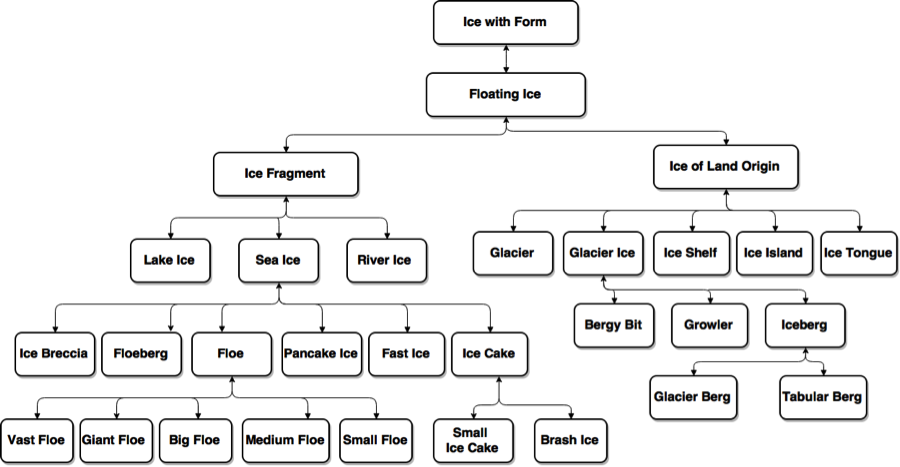 Ice with Form
Floating Ice
Ice Fragment
Ice of Land Origin
Lake Ice
Sea Ice
River Ice
Glacier
Glacier Ice
Ice Shelf
Ice Island
Ice Tongue
Bergy Bit
Growler
Iceberg
Ice Breccia
Floeberg
Floe
Pancake Ice
Fast Ice
Ice Cake
Glacier Berg
Tabular Berg
Vast Floe
Giant Floe
Big Floe
Medium Floe
Small Floe
Small
Ice Cake
Brash Ice